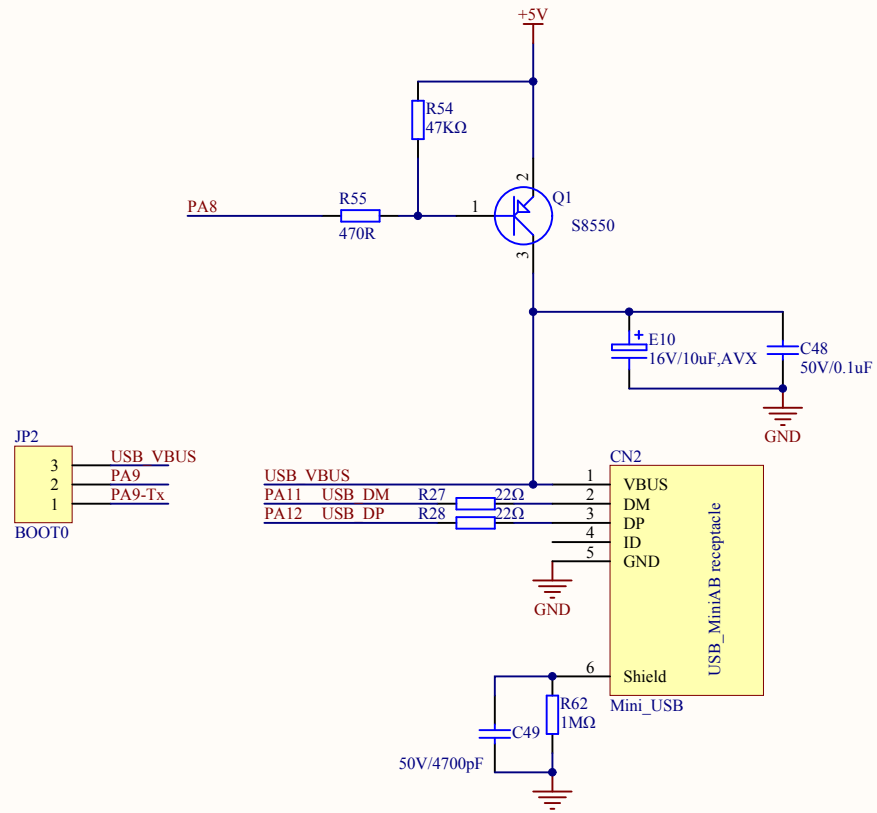 +5V
R54
47KΩ
2
Q1
R55
1
PA8
470R
S8550
3
+
E10
16V/10uF,AVX
C48
50V/0.1uF
GND
JP2
3 USB_VBUS
2 PA9
1 PA9-Tx
BOOT0
CN2
USB_VBUS 1 VBUS
PA11 USB_DM R27 22Ω 2 DM
PA12 USB_DP R28 22Ω 3 DP
4 ID
5 GND
GND
USB_MiniAB receptacle
6 Shield
Mini_USB
R62
1MΩ
C49
50V/4700pF